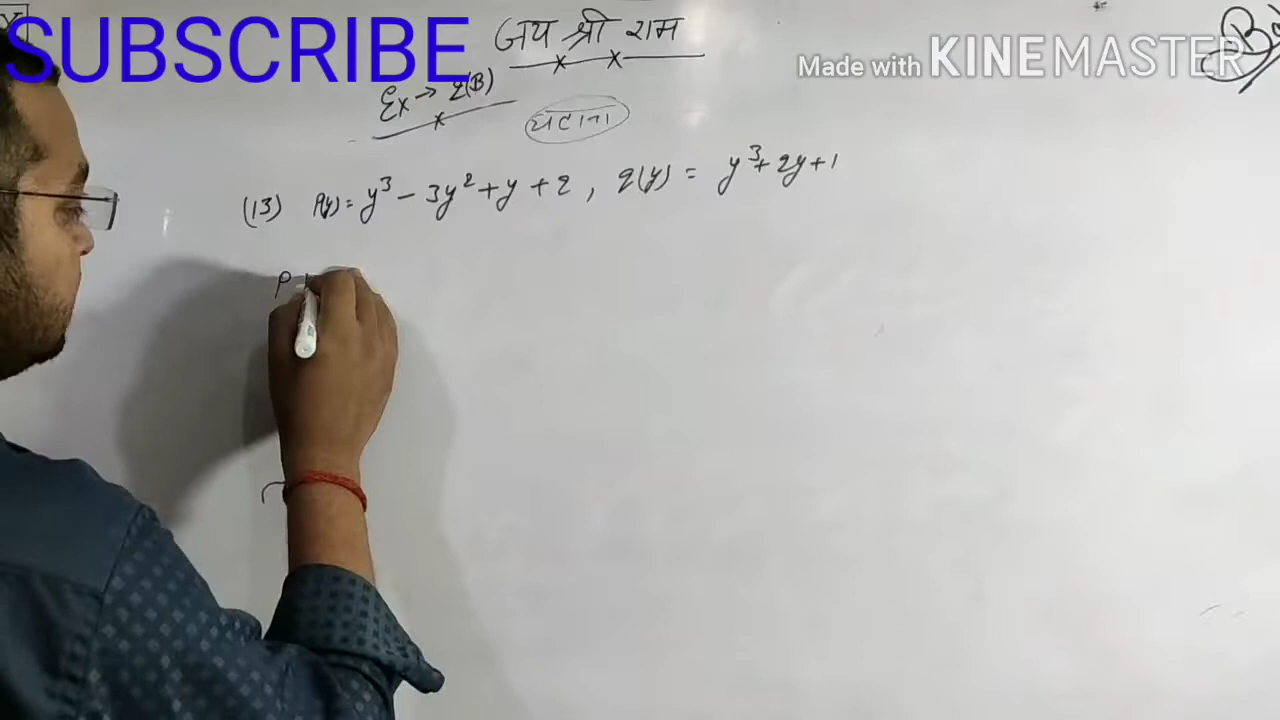 SUBSCRIBE
जय श्री राम
Made with KINEMASTER
Ex → 2(B)
घटाना
(13) P(y) = y³ - 3y² + y + 2 , q(y) = y³ + 2y + 1
P